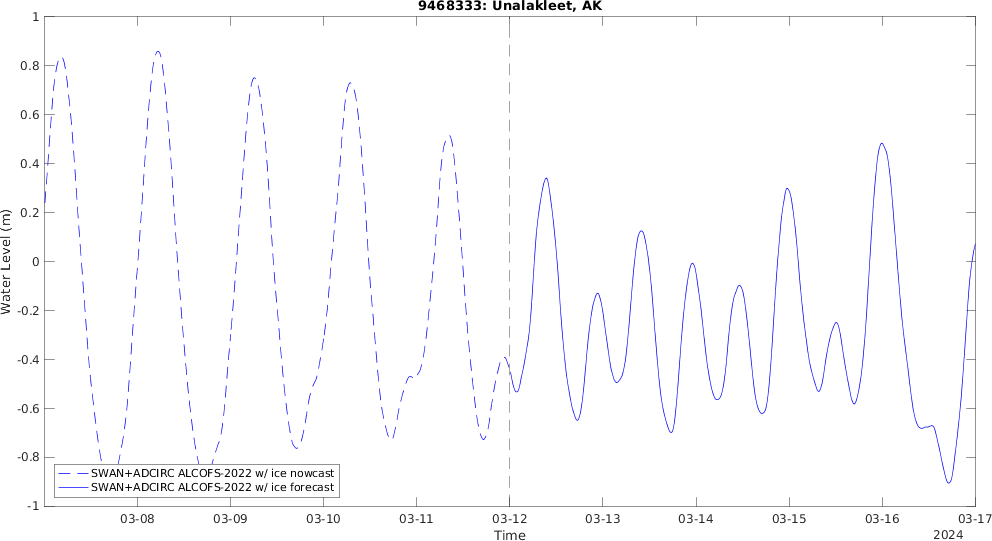 9468333: Unalakleet, AK
1
0.8
0.6
0.4
0.2
0
-0.2
-0.4
-0.6
-0.8
-1
Water Level (m)
SWAN+ADCIRC ALCOFS-2022 w/ ice nowcast
SWAN+ADCIRC ALCOFS-2022 w/ ice forecast
03-08 03-09 03-10 03-11 03-12 03-13 03-14 03-15 03-16 03-17
Time
2024